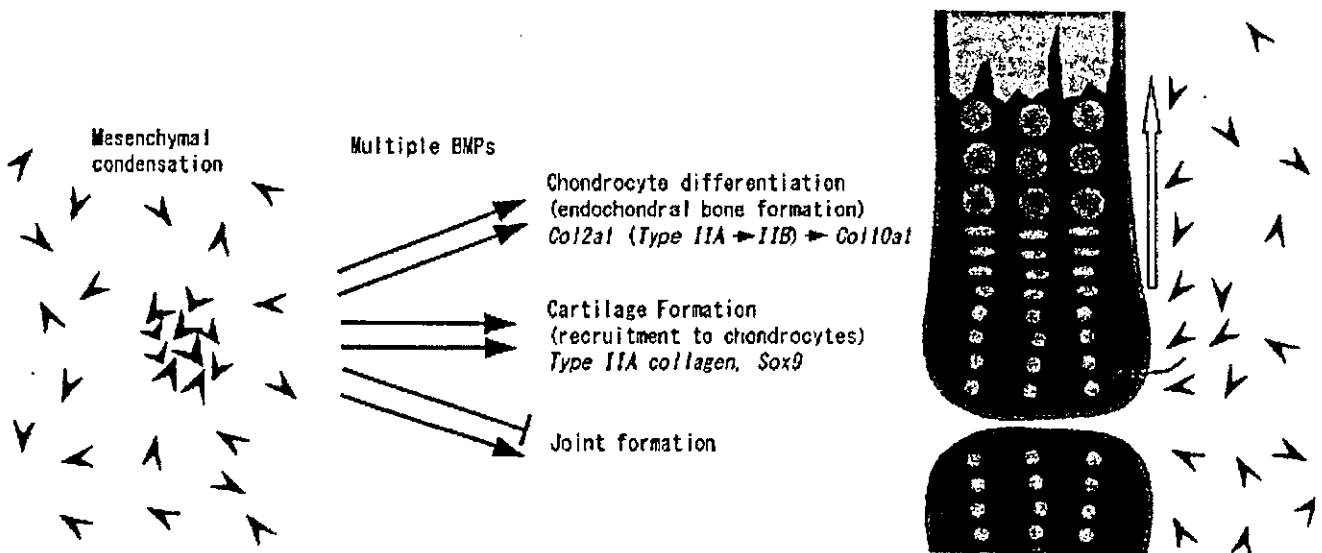 Mesenchymal
condensation
Multiple BMPs
Chondrocyte differentiation
(endochondral bone formation)
Col2a1 (Type IIA → IIB) → Col10a1
Cartilage Formation
(recruitment to chondrocytes)
Type IIA collagen, Sox9
Joint formation